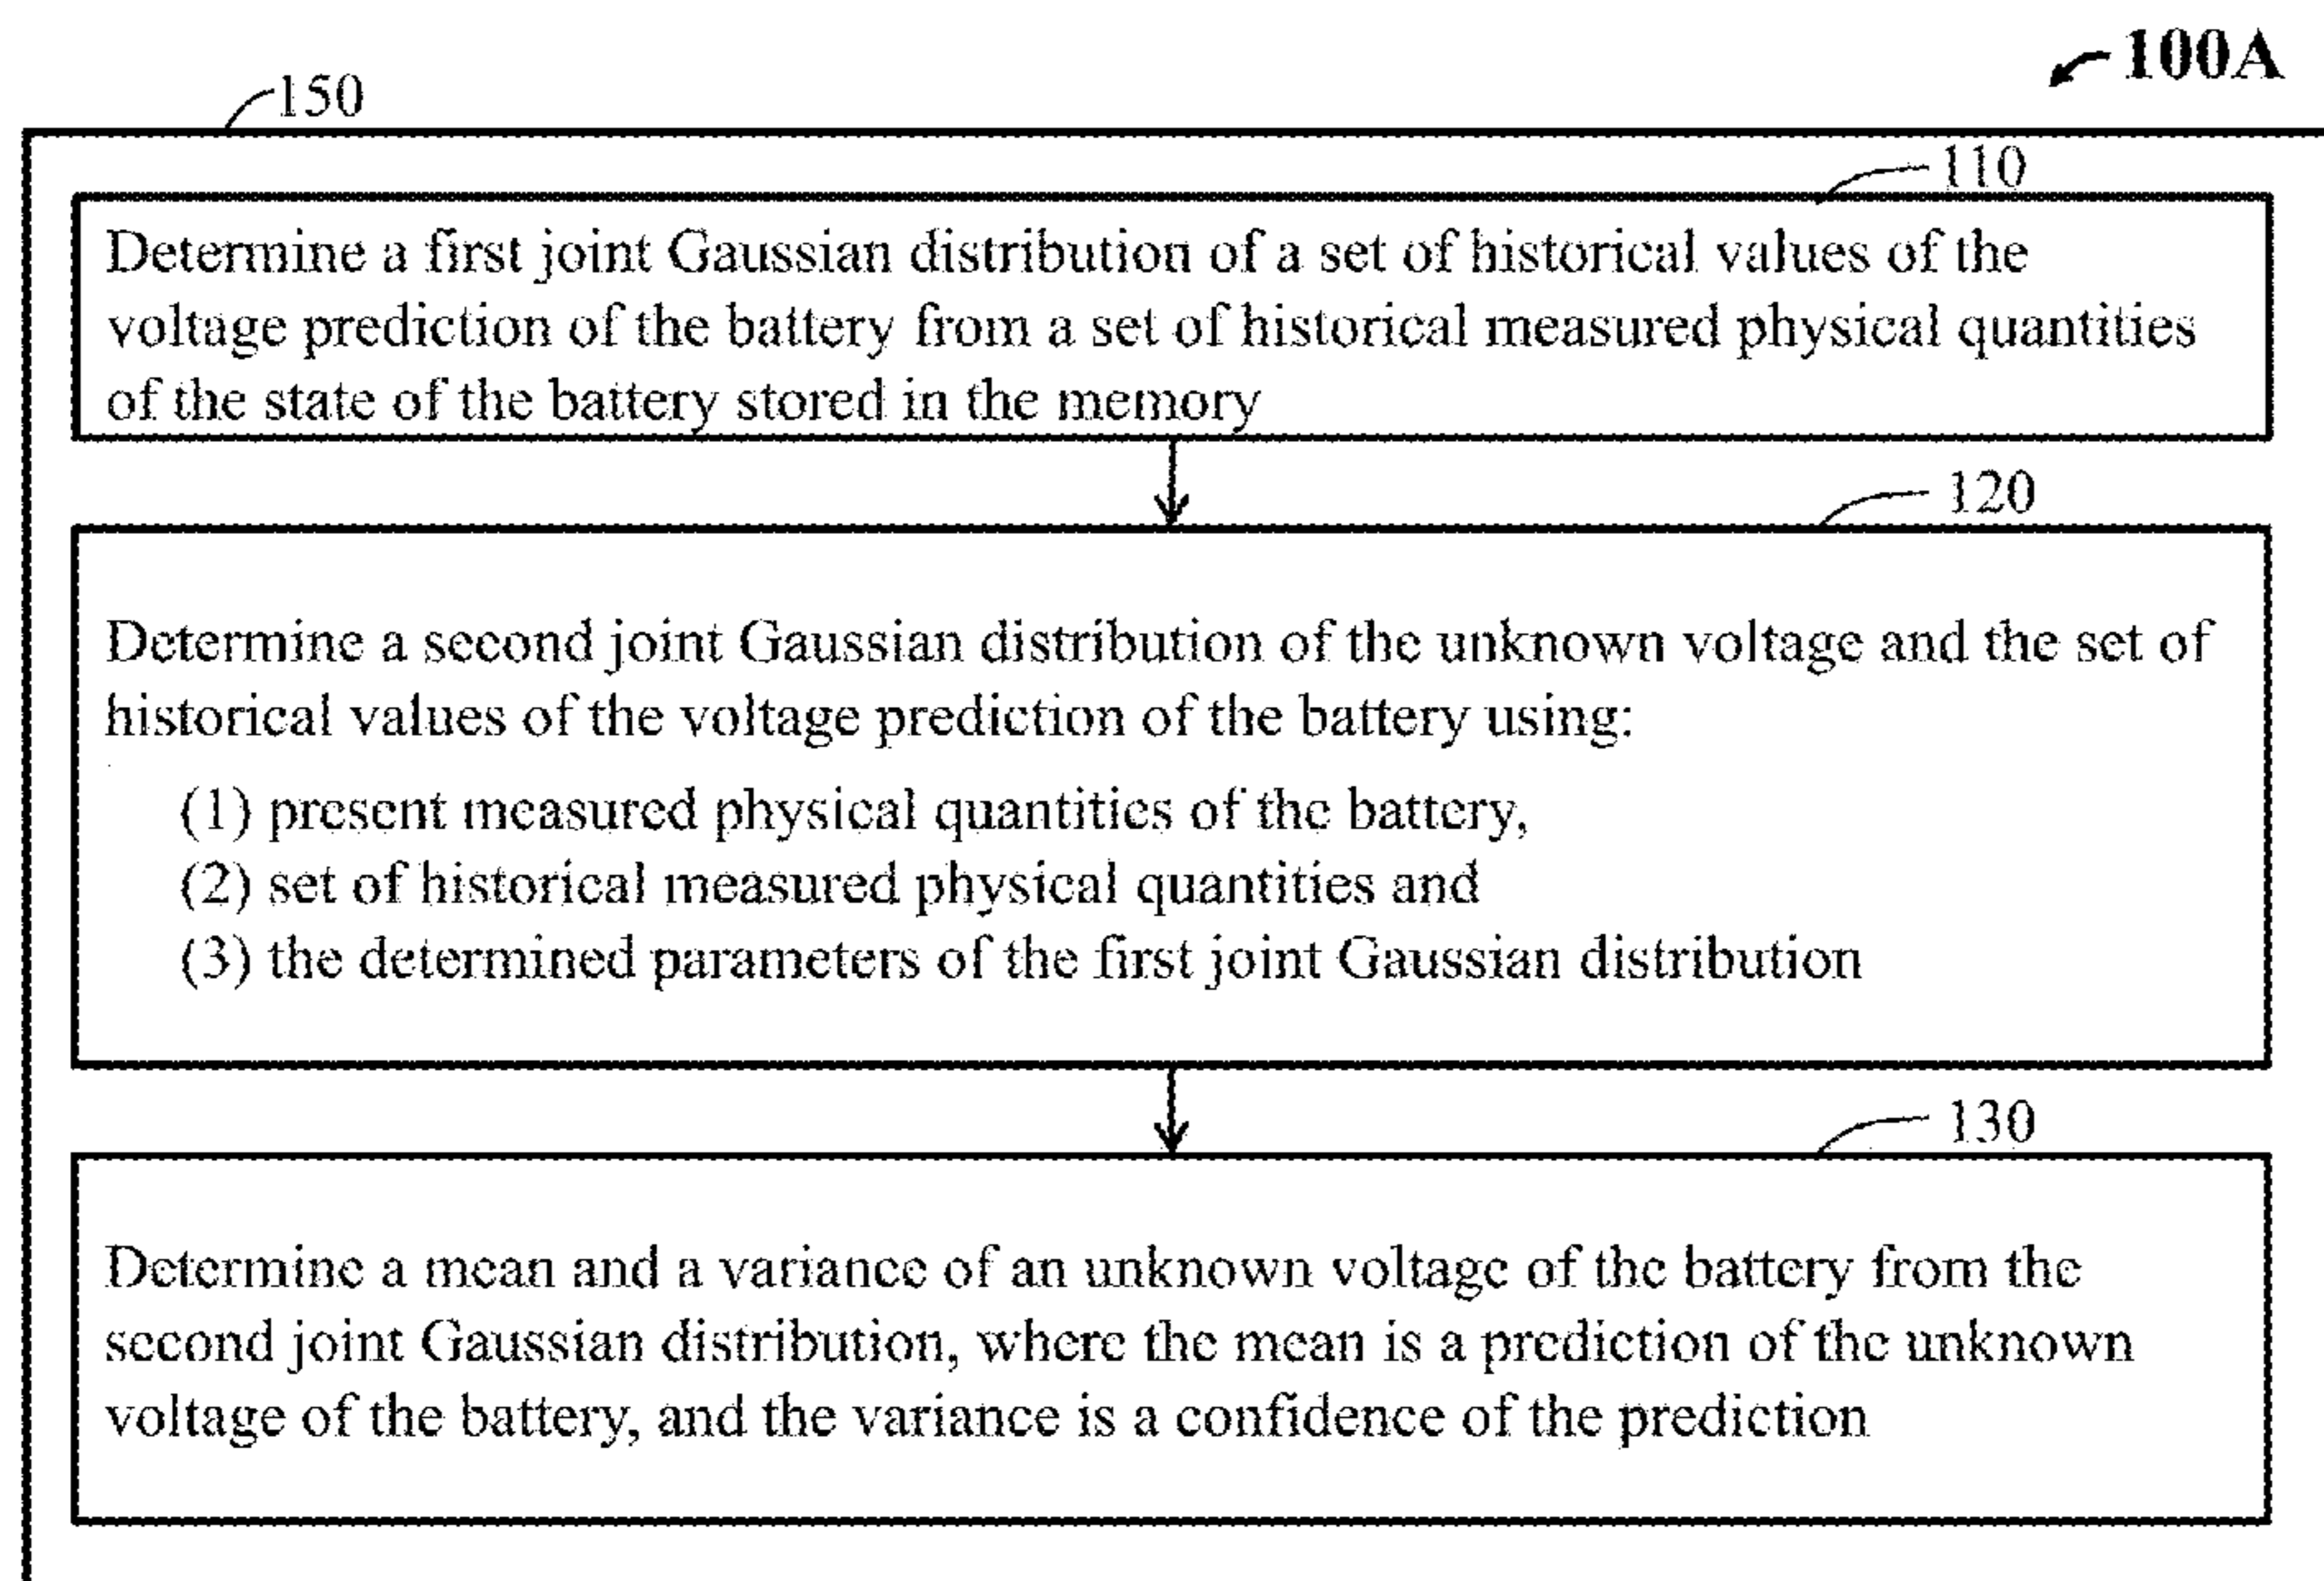 100A
150
110
Determine a first joint Gaussian distribution of a set of historical values of the
voltage prediction of the battery from a set of historical measured physical quantities
of the state of the battery stored in the memory
120
Determine a second joint Gaussian distribution of the unknown voltage and the set of
historical values of the voltage prediction of the battery using:
(1) present measured physical quantities of the battery,
(2) set of historical measured physical quantities and
(3) the determined parameters of the first joint Gaussian distribution
130
Determine a mean and a variance of an unknown voltage of the battery from the
second joint Gaussian distribution, where the mean is a prediction of the unknown
voltage of the battery, and the variance is a confidence of the prediction